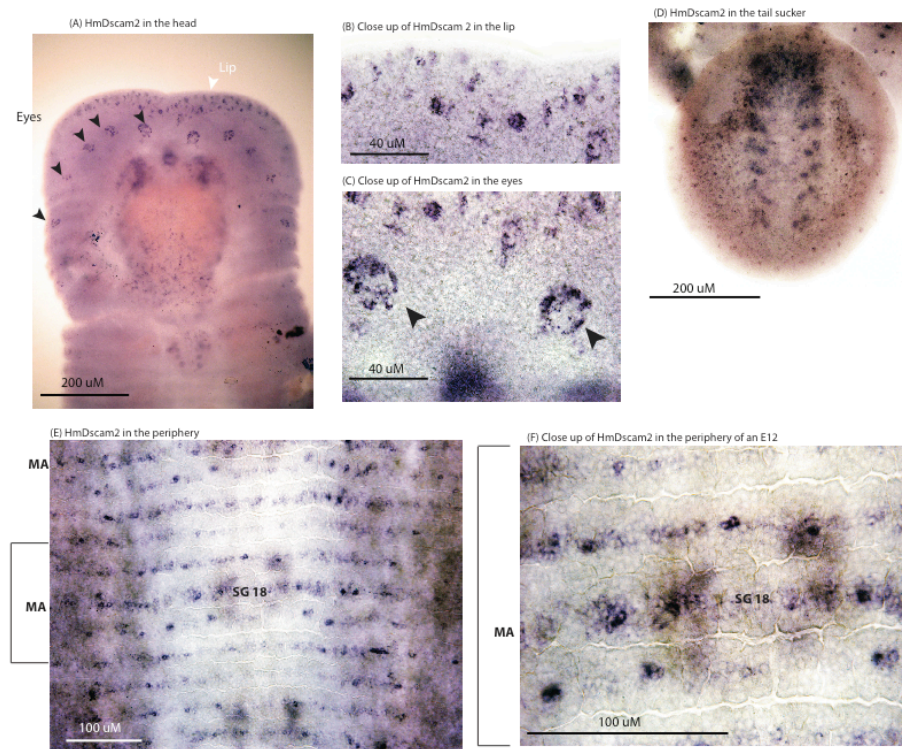 (A) HmDscam2 in the head
Lip
Eyes
200 uM
(B) Close up of HmDscam 2 in the lip
40 uM
(C) Close up of HmDscam2 in the eyes
40 uM
(D) HmDscam2 in the tail sucker
200 uM
(E) HmDscam2 in the periphery
MA
MA
SG 18
100 uM
(F) Close up of HmDscam2 in the periphery of an E12
MA
SG 18
100 uM